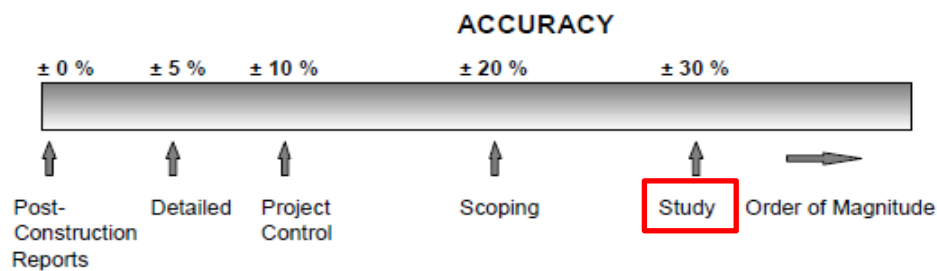 ACCURACY
± 0 % ± 5 % ± 10 % ± 20 % ± 30 %
Post-
Construction
Reports
Detailed
Project
Control
Scoping
Study
Order of Magnitude